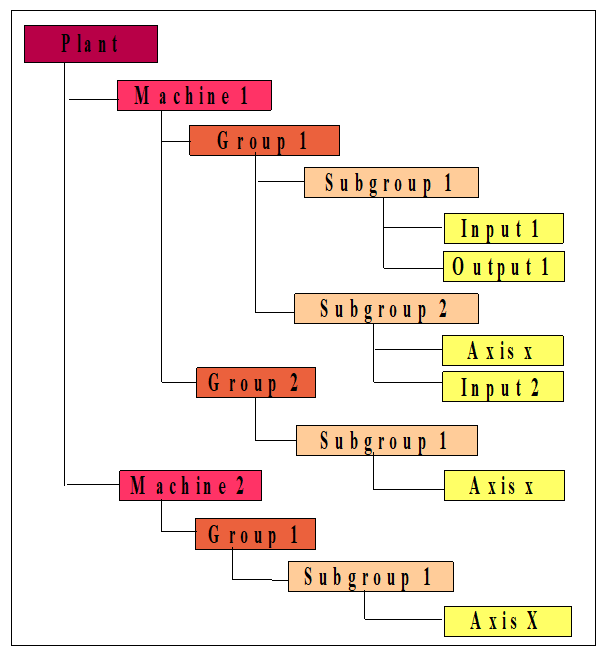 Plant
Machine 1
Group 1
Subgroup 1
Input 1
Output 1
Subgroup 2
Axis x
Input 2
Group 2
Subgroup 1
Axis x
Machine 2
Group 1
Subgroup 1
Axis X